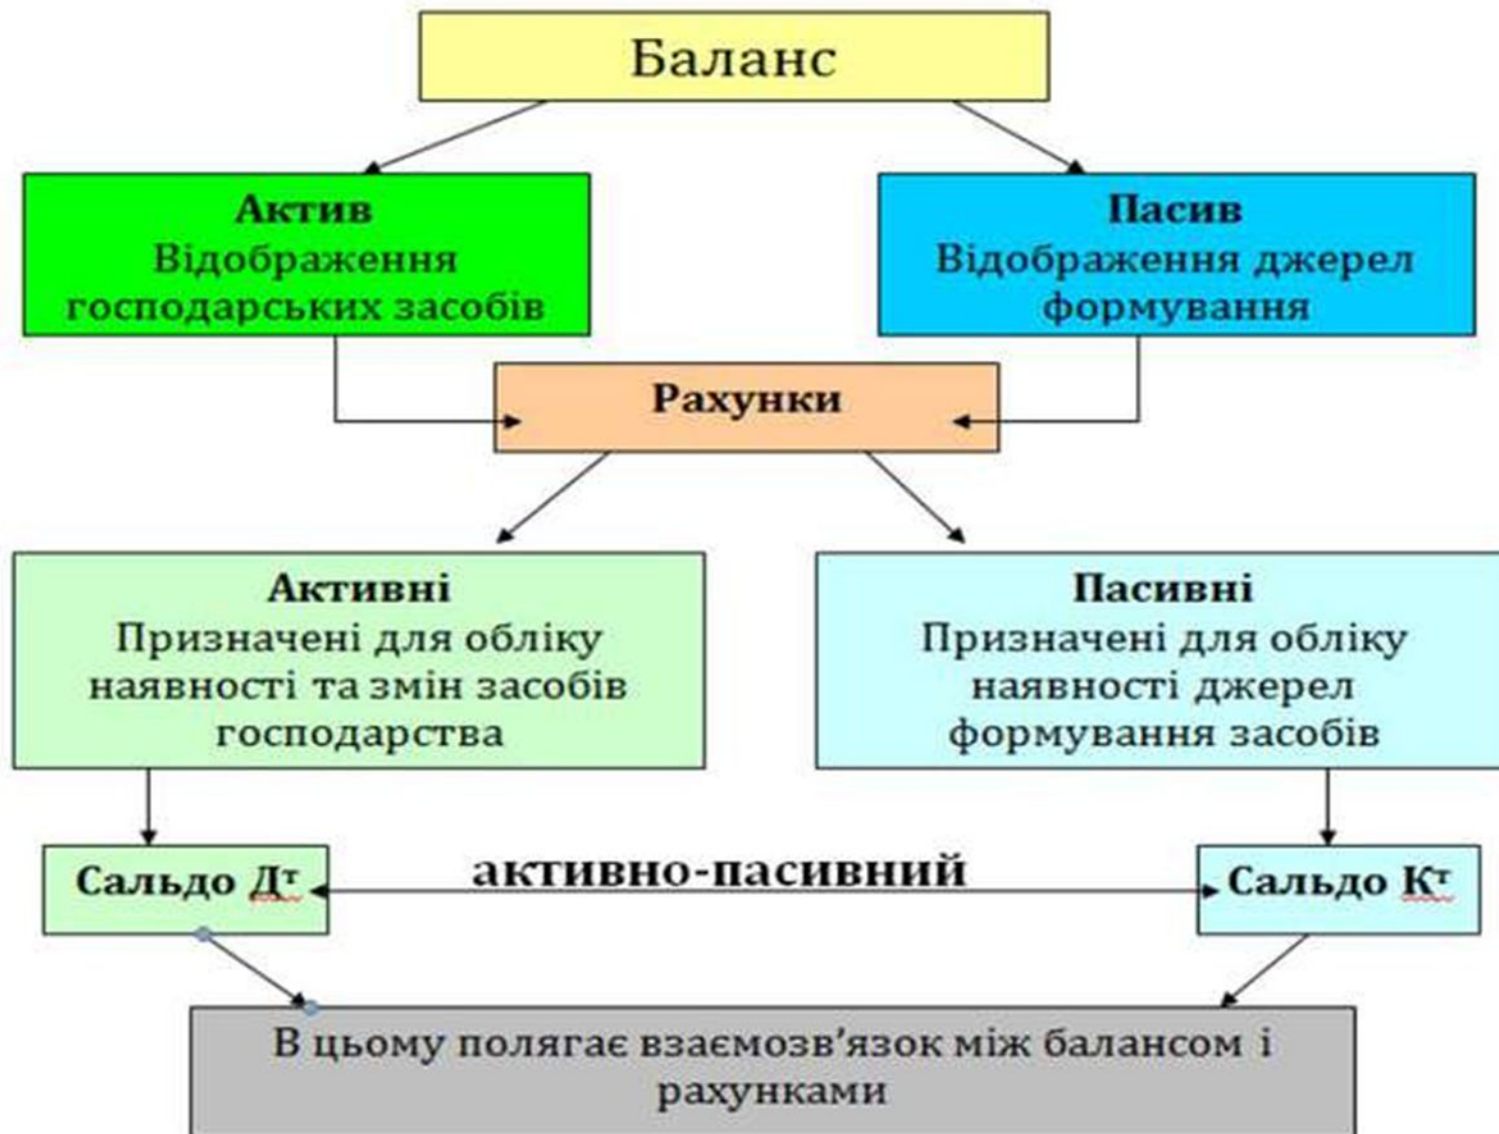 Баланс
Актив
Відображення
господарських засобів
Пасив
Відображення джерел
формування
Рахунки
Активні
Призначені для обліку
наявності та змін засобів
господарства
Пасивні
Призначені для обліку
наявності джерел
формування засобів
Сальдо Дт
активно-пасивний
Сальдо Кт
В цьому полягає взаємозв’язок між балансом і
рахунками